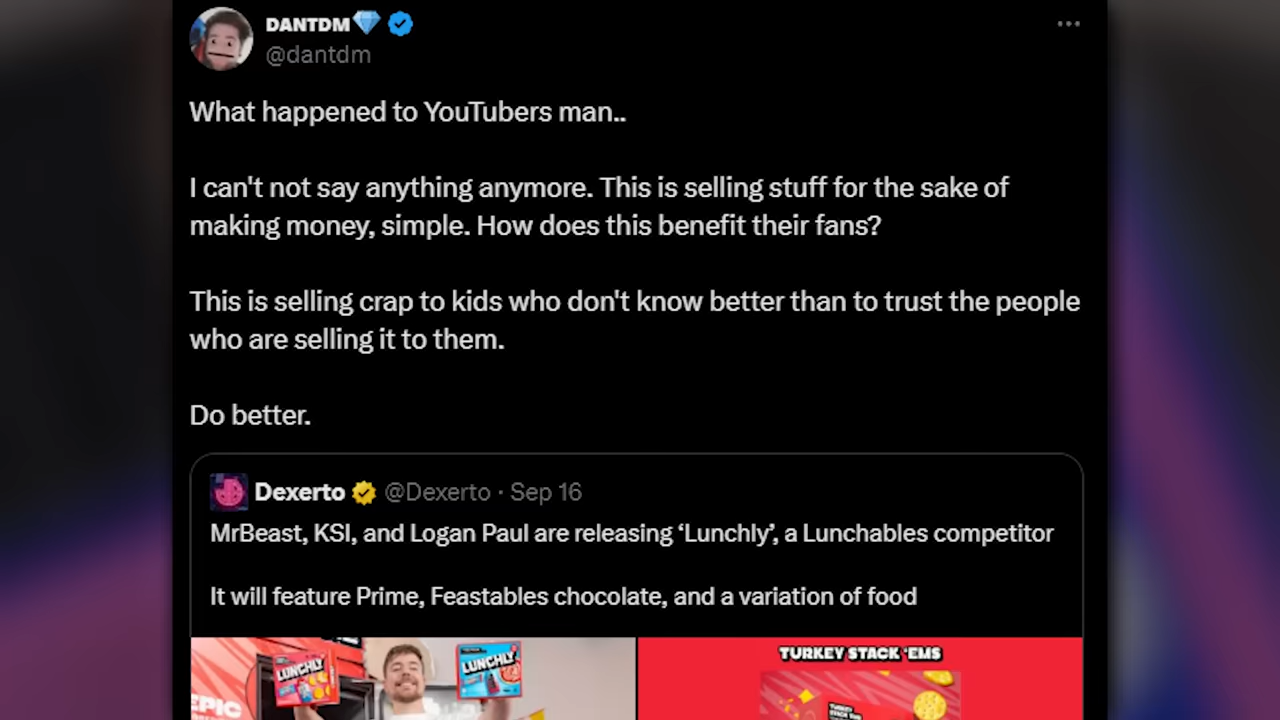 DANTDM💎
@dantdm
What happened to YouTubers man..
I can't not say anything anymore. This is selling stuff for the sake of
making money, simple. How does this benefit their fans?
This is selling crap to kids who don't know better than to trust the people
who are selling it to them.
Do better.
Dexerto @Dexerto · Sep 16
MrBeast, KSI, and Logan Paul are releasing ‘Lunchly’, a Lunchables competitor
It will feature Prime, Feastables chocolate, and a variation of food
LUNCHLY
LUNCHLY
EPIC
TURKEY STACK 'EMS
TURKEY
STACK 'EMS